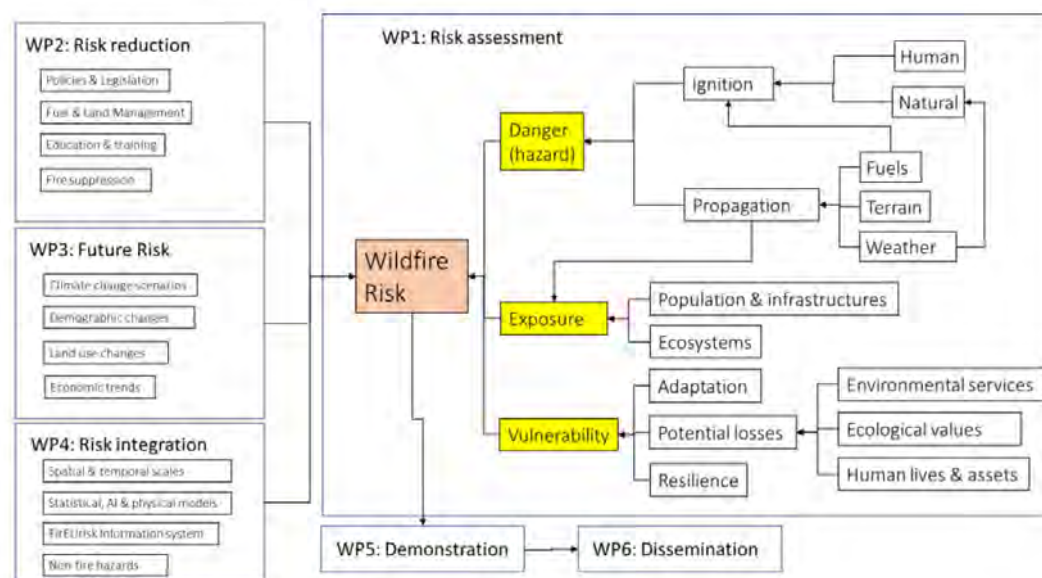 WP2: Risk reduction
Policies & Legislation
Fuel & Land Management
Education & training
Fire suppression
WP3: Future Risk
Climate change scenarios
Demographic changes
Land use changes
Economic trends
WP4: Risk integration
Spatial & temporal scales
Statistical, AI & physical models
FirEUrisk Information system
Non fire hazards
WP1: Risk assessment
Wildfire
Risk
Danger
(hazard)
Ignition
Human
Natural
Propagation
Fuels
Terrain
Weather
Exposure
Population & infrastructures
Ecosystems
Vulnerability
Adaptation
Potential losses
Resilience
Environmental services
Ecological values
Human lives & assets
WP5: Demonstration
WP6: Dissemination